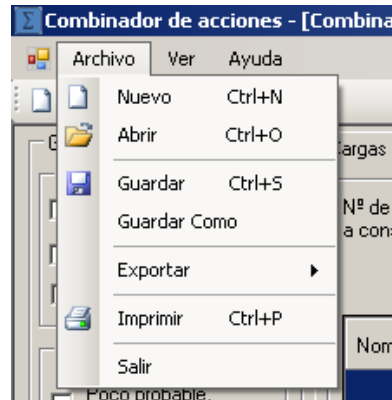 Combinador de acciones - [Combina
Archivo Ver Ayuda
Nuevo Ctrl+N
Abrir Ctrl+O
argas
Guardar Ctrl+S
Nº de
Guardar Como
a con
Exportar
Imprimir Ctrl+P
Nom
Salir
Poco probable.